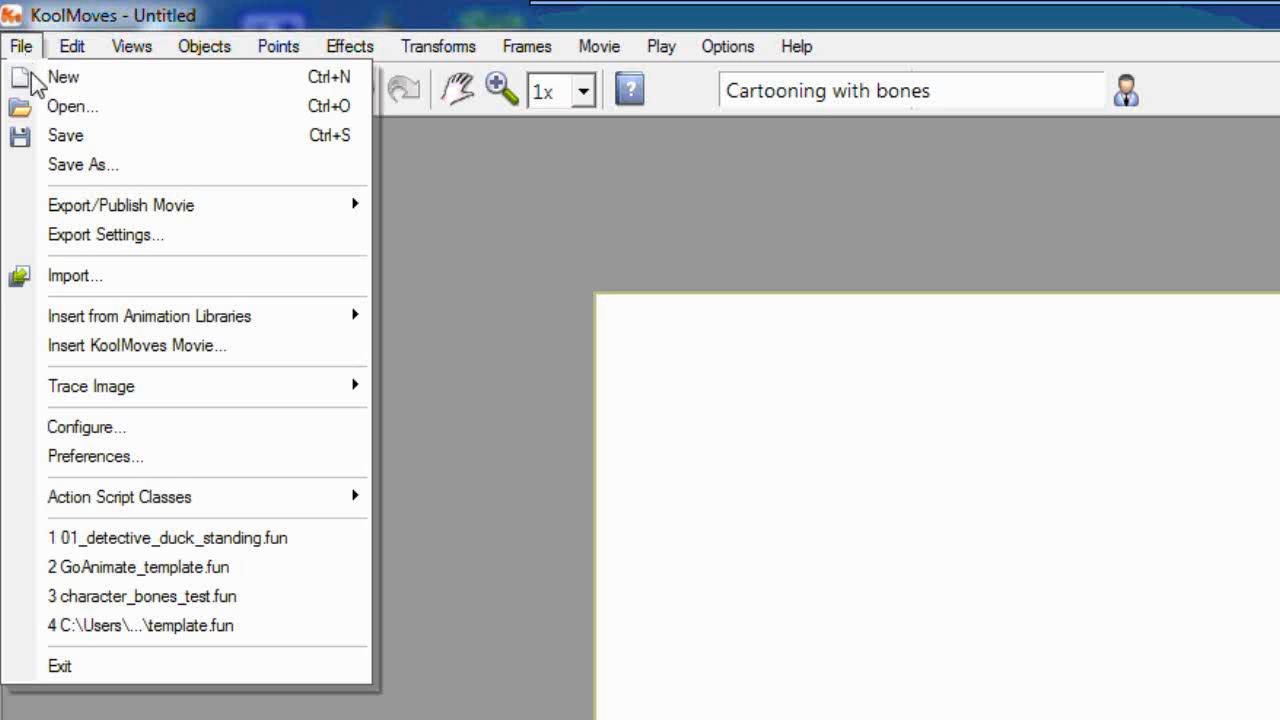 KoolMoves - Untitled
File Edit Views Objects Points Effects Transforms Frames Movie Play Options Help
New Ctrl+N
1x
Cartooning with bones
Open... Ctrl+O
Save Ctrl+S
Save As...
Export/Publish Movie
Export Settings...
Import...
Insert from Animation Libraries
Insert KoolMoves Movie...
Trace Image
Configure...
Preferences...
Action Script Classes
1 01_detective_duck_standing.fun
2 GoAnimate_template.fun
3 character_bones_test.fun
4 C:\Users\...\template.fun
Exit